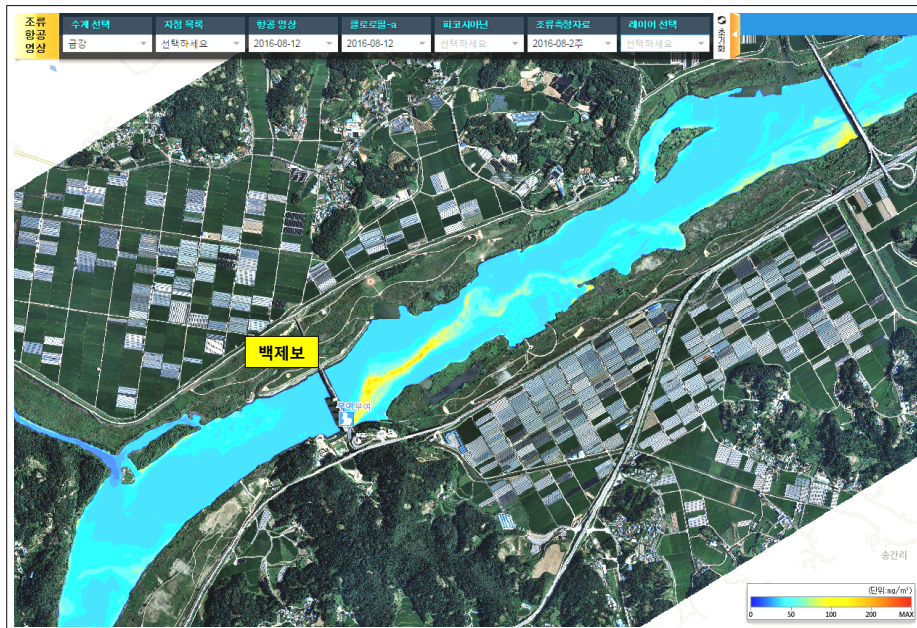 조류
항공
영상
수계 선택
금강
지점 목록
선택하세요
항공 영상
2016-08-12
클로로필-a
2016-08-12
피코시아닌
선택하세요
조류측정자료
2016-08-2주
레이어 선택
선택하세요
초기화
백제보
부여부여
송간리
(단위:mg/m³)
0 50 100 200 MAX